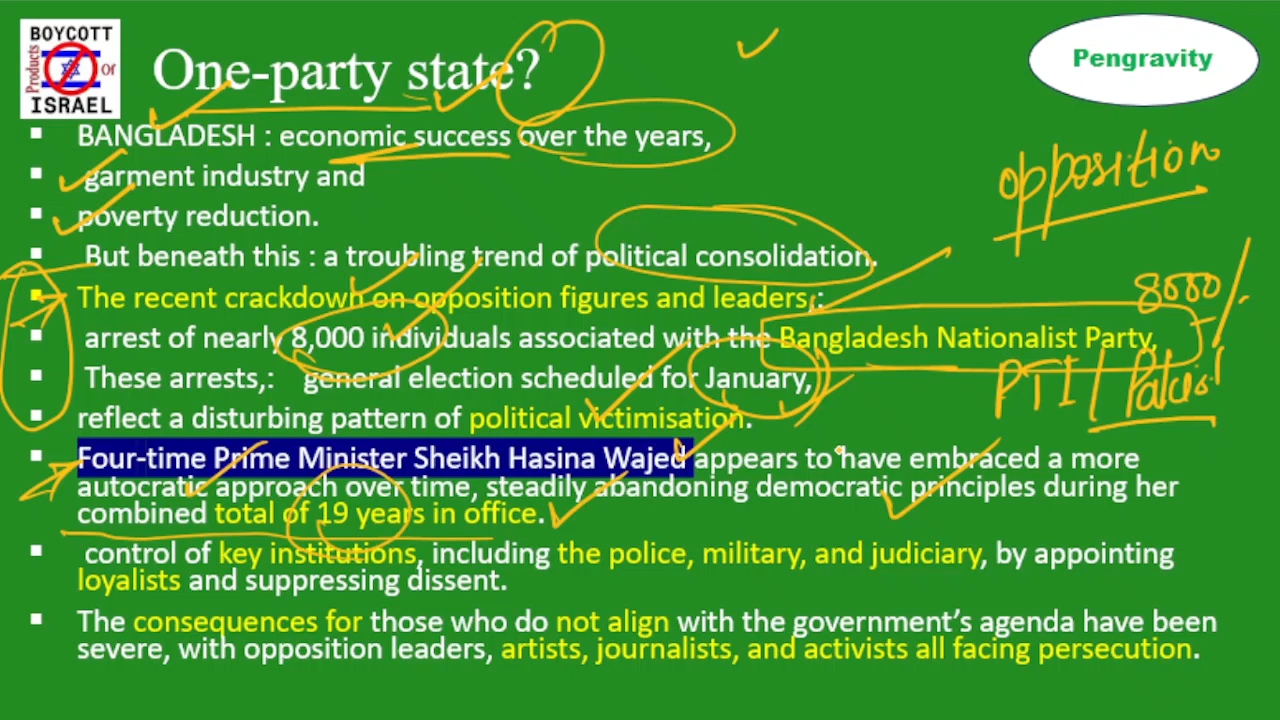 BOYCOTT
Products
or
ISRAEL
One-party state?
Pengravity
BANGLADESH : economic success over the years,
garment industry and
poverty reduction.
But beneath this : a troubling trend of political consolidation.
The recent crackdown on opposition figures and leaders,:
arrest of nearly 8,000 individuals associated with the Bangladesh Nationalist Party,
These arrests,: general election scheduled for January,
reflect a disturbing pattern of political victimisation.
Four-time Prime Minister Sheikh Hasina Wajed appears to have embraced a more
autocratic approach over time, steadily abandoning democratic principles during her
combined total of 19 years in office.
control of key institutions, including the police, military, and judiciary, by appointing
loyalists and suppressing dissent.
The consequences for those who do not align with the government's agenda have been
severe, with opposition leaders, artists, journalists, and activists all facing persecution.
opposition
8000
PTI